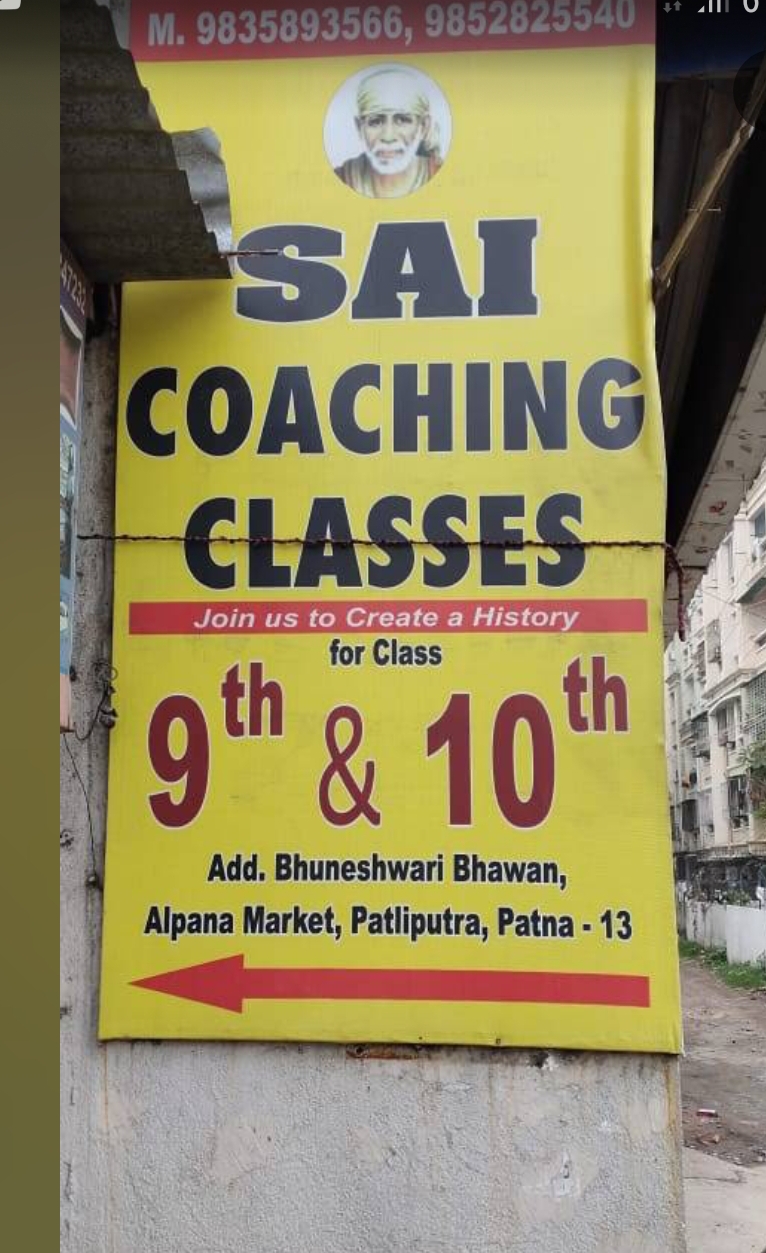 M. 9835893566, 9852825540
SAI
COACHING
CLASSES
Join us to Create a History
for Class
9th & 10th
Add. Bhuneshwari Bhawan,
Alpana Market, Patliputra, Patna - 13
47232